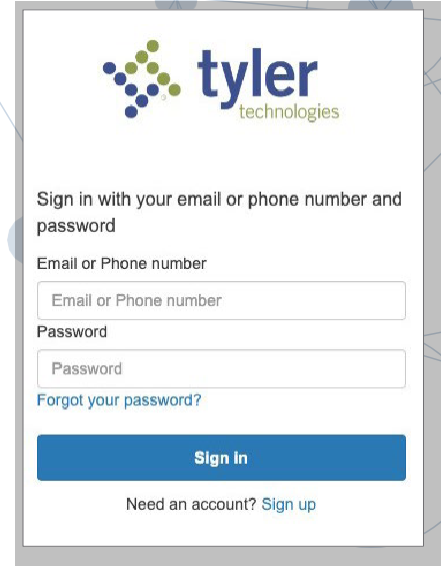 tyler
technologies
Sign in with your email or phone number and
password
Email or Phone number
Email or Phone number
Password
Password
Forgot your password?
Sign in
Need an account? Sign up